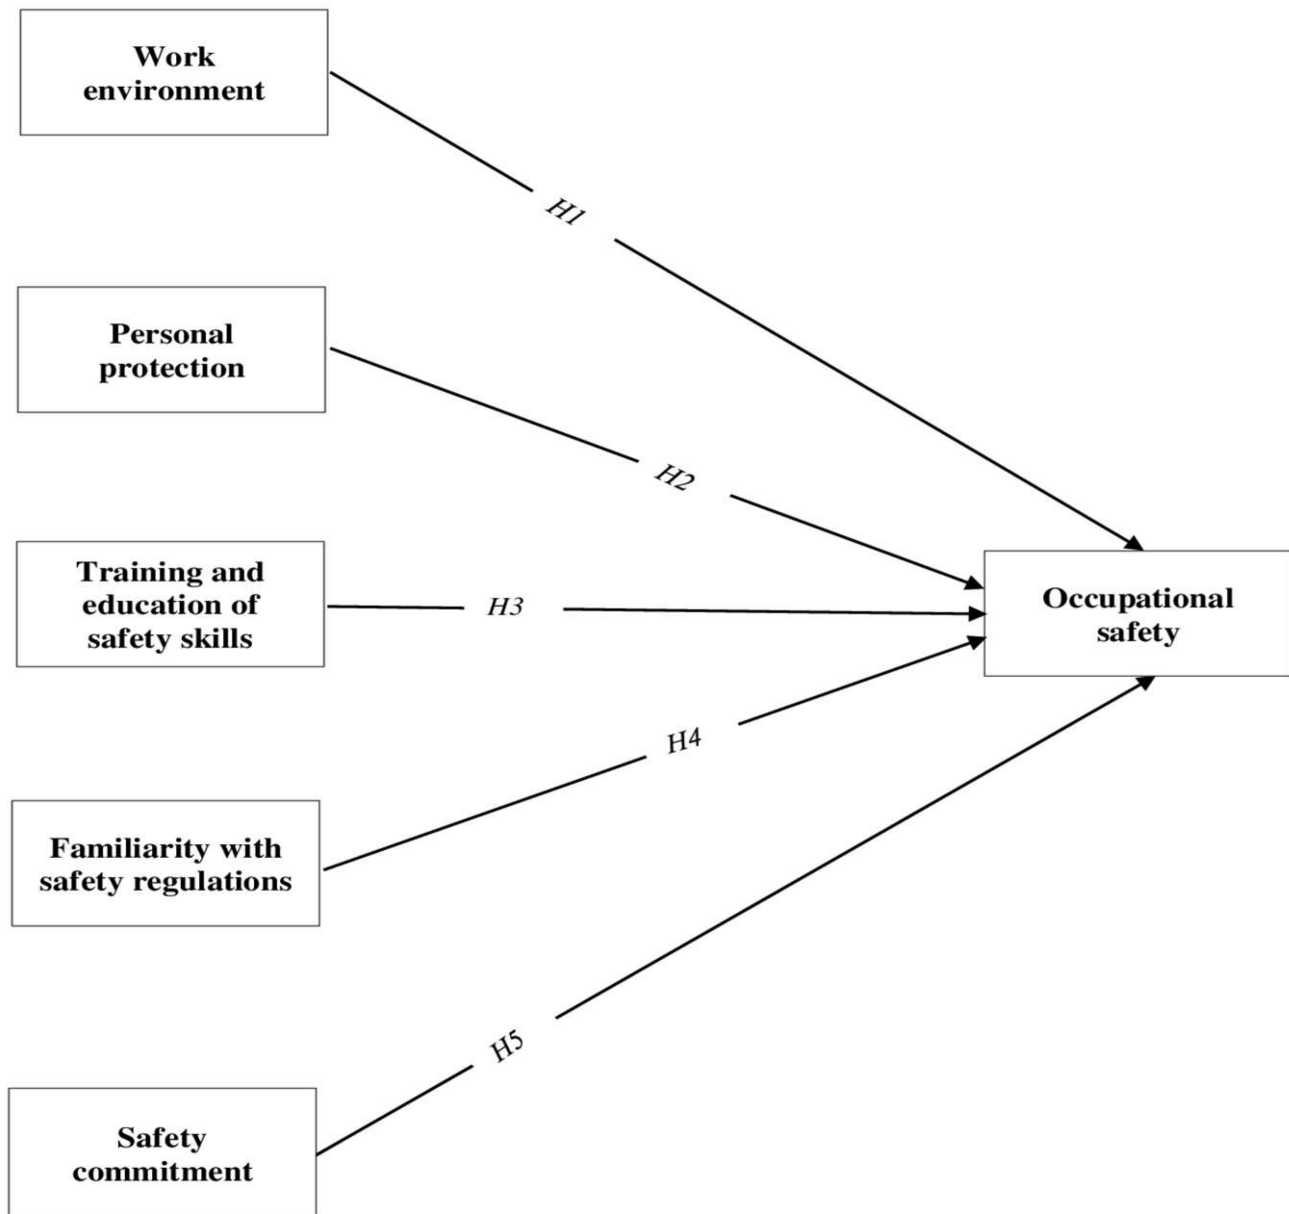 Work
environment
H1
Personal
protection
H2
Training and
education of
safety skills
H3
Occupational
safety
H4
Familiarity with
safety regulations
H5
Safety
commitment